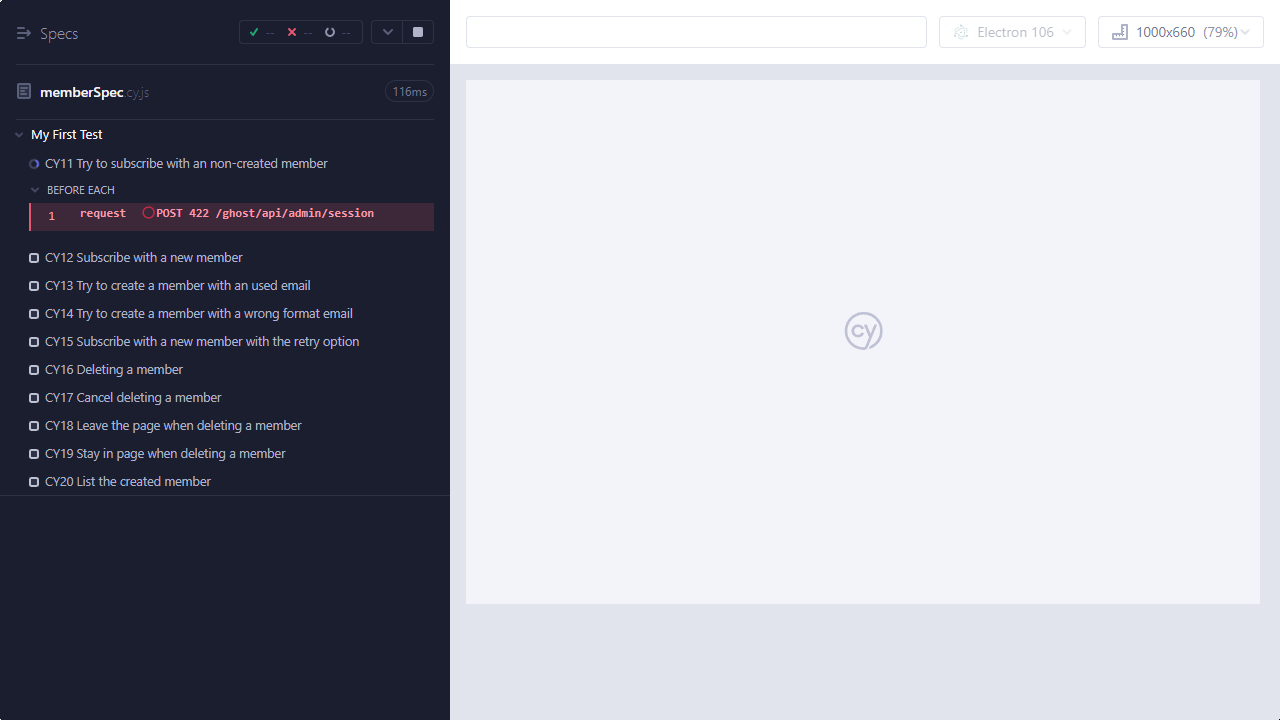 Specs
-- -- --
memberSpec.cy.js 116ms
My First Test
CY11 Try to subscribe with an non-created member
BEFORE EACH
1 request POST 422 /ghost/api/admin/session
CY12 Subscribe with a new member
CY13 Try to create a member with an used email
CY14 Try to create a member with a wrong format email
CY15 Subscribe with a new member with the retry option
CY16 Deleting a member
CY17 Cancel deleting a member
CY18 Leave the page when deleting a member
CY19 Stay in page when deleting a member
CY20 List the created member
Electron 106
1000x660 (79%)
cy